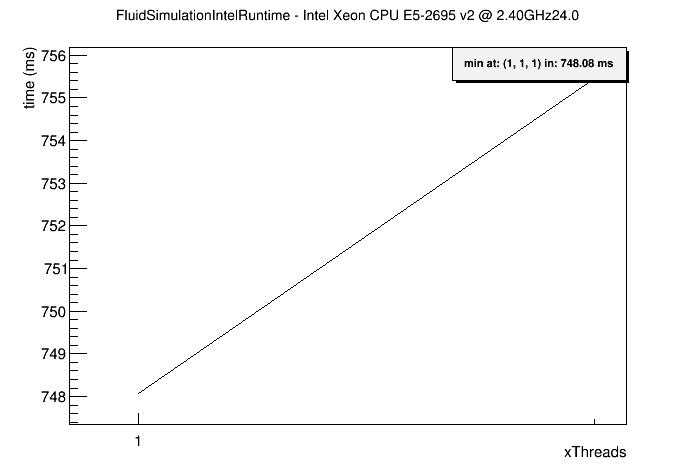 FluidSimulationIntelRuntime - Intel Xeon CPU E5-2695 v2 @ 2.40GHz24.0
time (ms)
min at: (1, 1, 1) in: 748.08 ms
756
755
754
753
752
751
750
749
748
1
xThreads